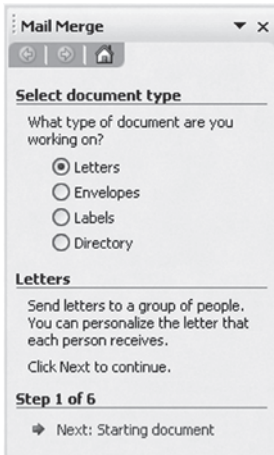 Mail Merge
Select document type
What type of document are you
working on?
Letters
Envelopes
Labels
Directory
Letters
Send letters to a group of people.
You can personalize the letter that
each person receives.
Click Next to continue.
Step 1 of 6
Next: Starting document